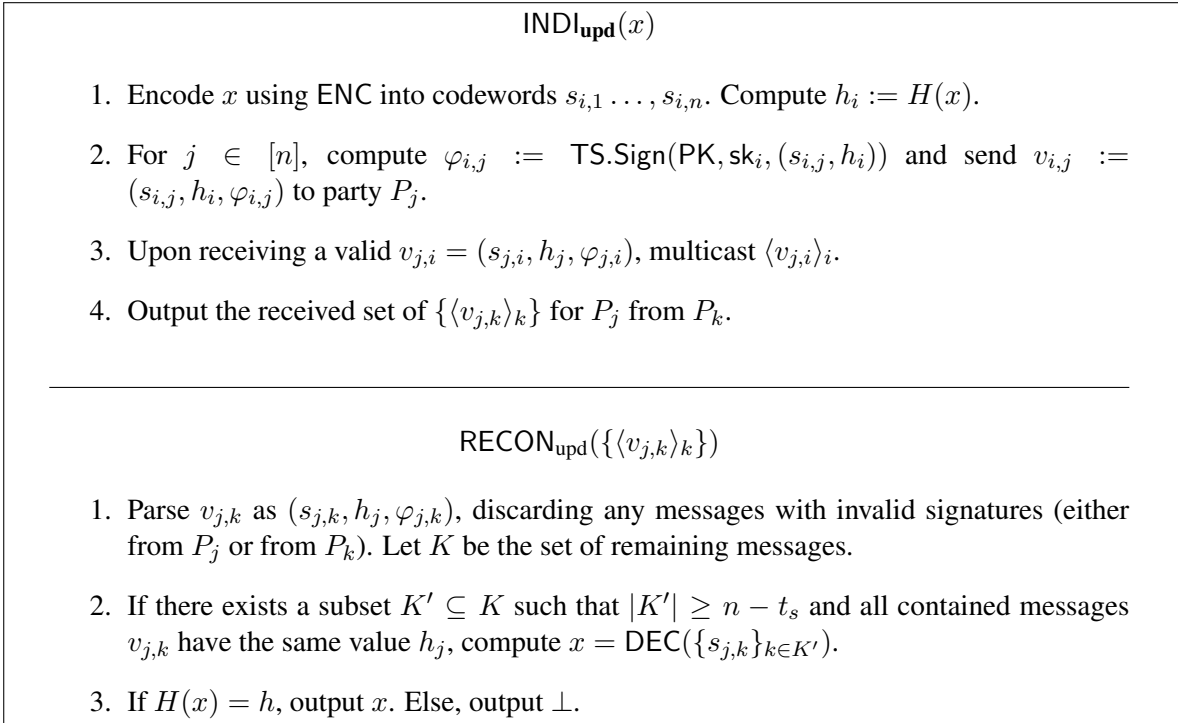 INDI_upd(x)
1. Encode x using ENC into codewords s_{i,1} . . . , s_{i,n}. Compute h_i := H(x).
2. For j ∈ [n], compute φ_{i,j} := TS.Sign(PK, sk_i, (s_{i,j}, h_i)) and send v_{i,j} :=
(s_{i,j}, h_i, φ_{i,j}) to party P_j.
3. Upon receiving a valid v_{j,i} = (s_{j,i}, h_j, φ_{j,i}), multicast ⟨v_{j,i}⟩_i.
4. Output the received set of {⟨v_{j,k}⟩_k} for P_j from P_k.
RECON_upd({⟨v_{j,k}⟩_k})
1. Parse v_{j,k} as (s_{j,k}, h_j, φ_{j,k}), discarding any messages with invalid signatures (either
from P_j or from P_k). Let K be the set of remaining messages.
2. If there exists a subset K′ ⊆ K such that |K′| ≥ n − t_s and all contained messages
v_{j,k} have the same value h_j, compute x = DEC({s_{j,k}}_{k∈K′}).
3. If H(x) = h, output x. Else, output ⊥.